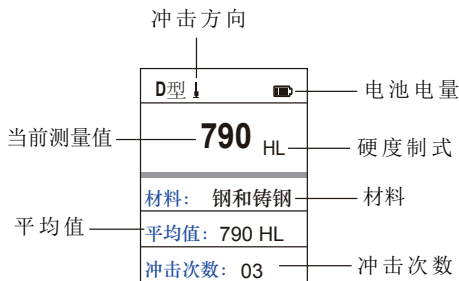 冲击方向
D型
电池电量
当前测量值
790 HL
硬度制式
材料： 钢和铸钢
材料
平均值
平均值：790 HL
冲击次数：03
冲击次数